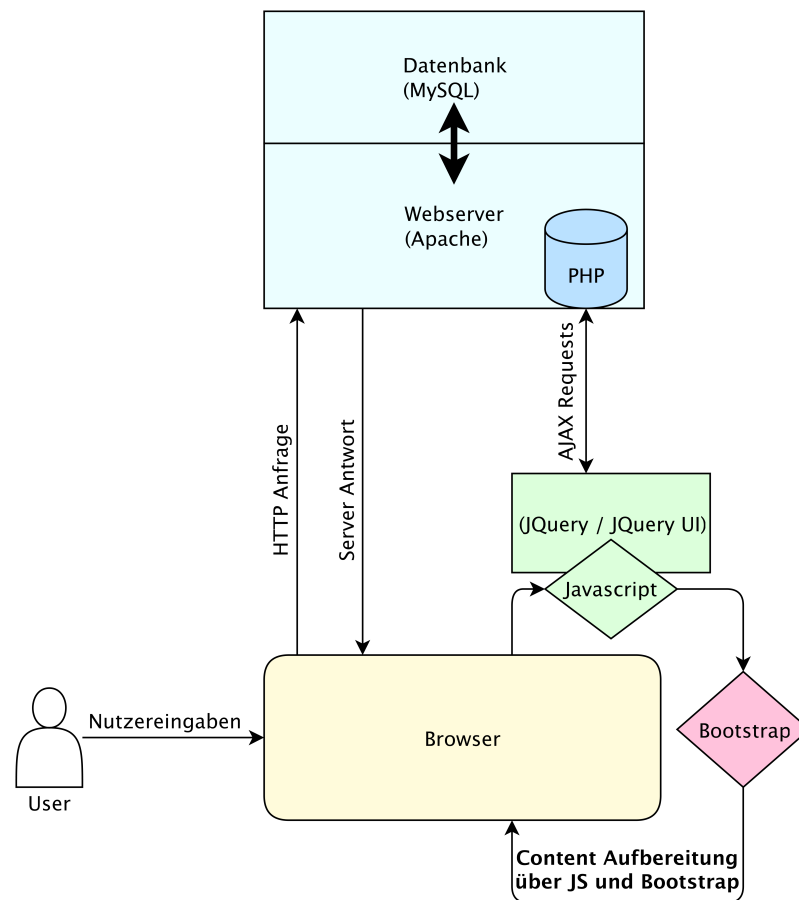 Datenbank
(MySQL)
Webserver
(Apache)
PHP
HTTP Anfrage
Server Antwort
AJAX Requests
(JQuery / JQuery UI)
Javascript
Nutzereingaben
User
Browser
Bootstrap
Content Aufbereitung
über JS und Bootstrap